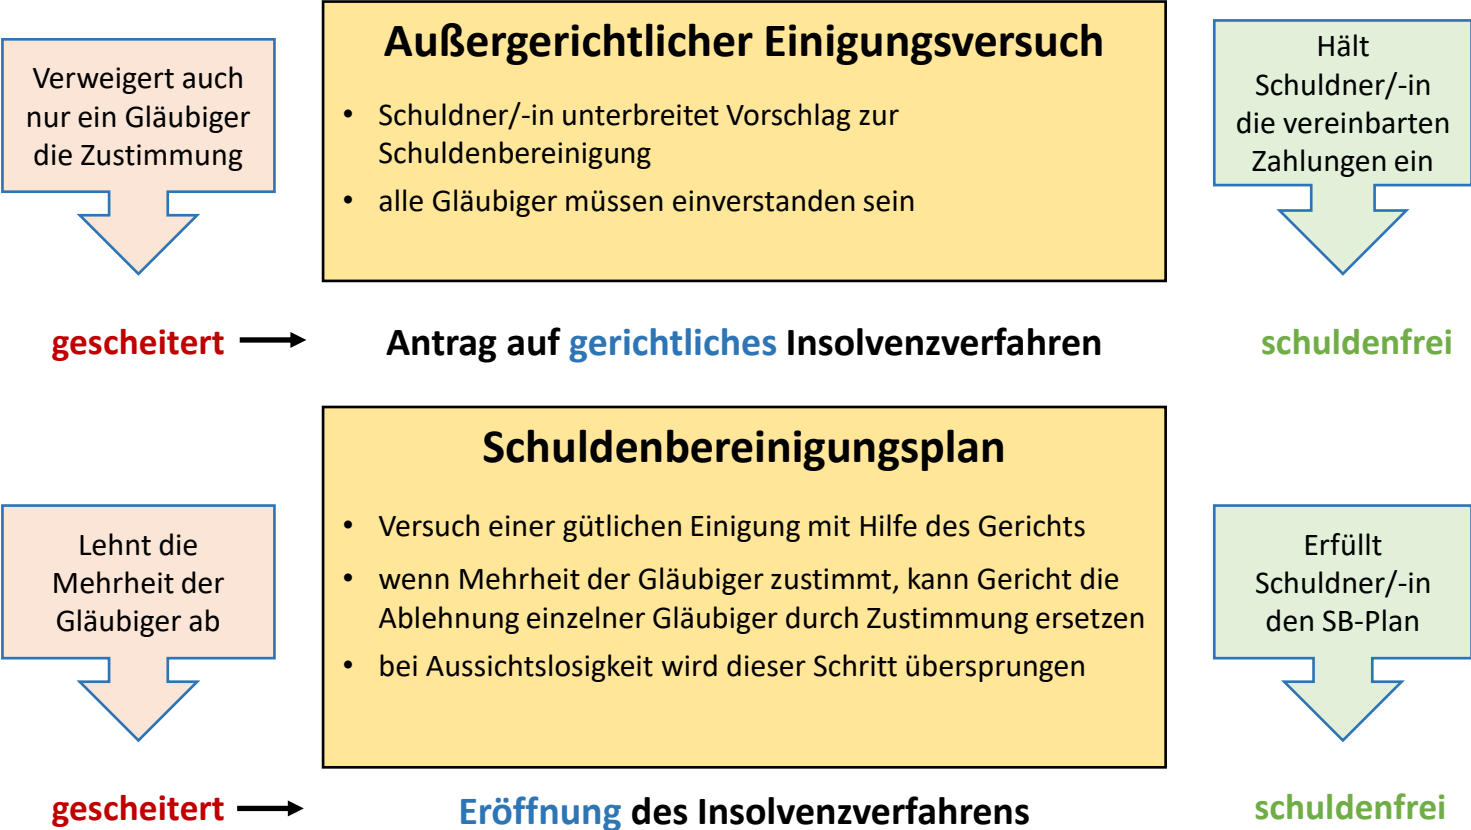 Außergerichtlicher Einigungsversuch
Verweigert auch
nur ein Gläubiger
die Zustimmung
• Schuldner/-in unterbreitet Vorschlag zur
Schuldenbereinigung
• alle Gläubiger müssen einverstanden sein
Hält
Schuldner/-in
die vereinbarten
Zahlungen ein
gescheitert
Antrag auf gerichtliches Insolvenzverfahren
schuldenfrei
Schuldenbereinigungsplan
Lehnt die
Mehrheit der
Gläubiger ab
• Versuch einer gütlichen Einigung mit Hilfe des Gerichts
• wenn Mehrheit der Gläubiger zustimmt, kann Gericht die
Ablehnung einzelner Gläubiger durch Zustimmung ersetzen
• bei Aussichtslosigkeit wird dieser Schritt übersprungen
Erfüllt
Schuldner/-in
den SB-Plan
gescheitert
Eröffnung des Insolvenzverfahrens
schuldenfrei